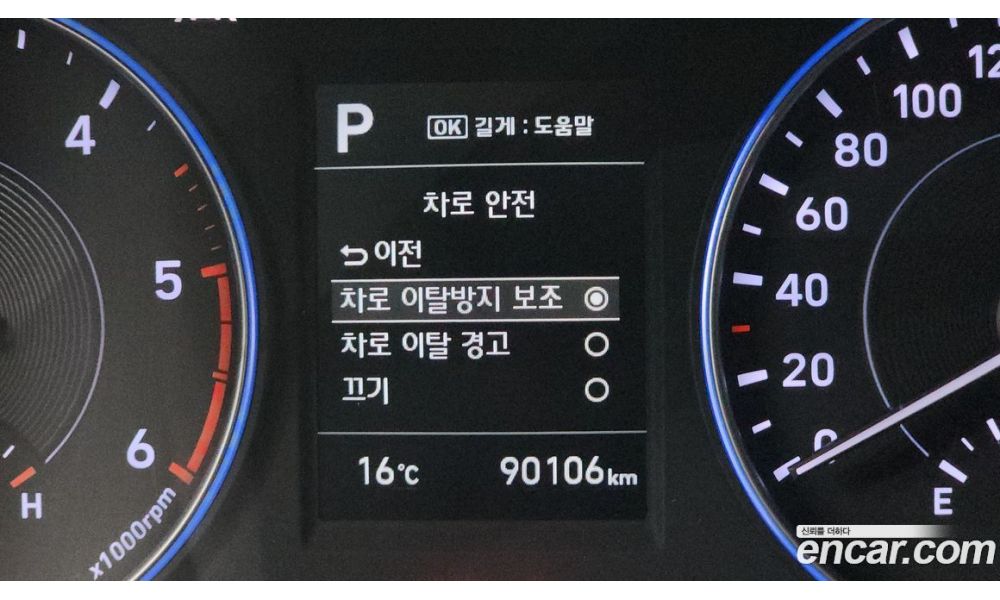 P
OK 길게 : 도움말
차로 안전
이전
차로 이탈방지 보조
차로 이탈 경고
끄기
16℃ 90106km
4
5
6
x1000rpm
H
0
20
40
60
80
100
E
신뢰를 더하다
encar.com